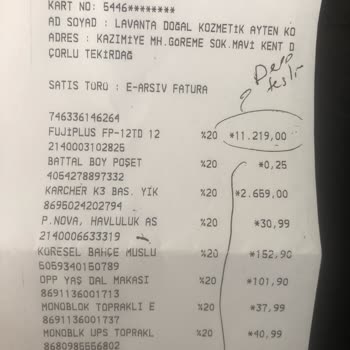 KART NO: 5446********
AD SOYAD : LAVANTA DOĞAL KOZMETİK AYTEN KO
ADRES : KAZIMIYE MH.GÖREME SOK.MAVİ KENT D
ÇORLU TEKİRDAĞ
Depo
SATIS TÜRÜ : E-ARSIV FATURA
746336146264
FUJIPLUS FP-12TD 12 %20 *11.219,00
2140003102825
BATTAL BOY POŞET %20 *0,25
4054278897332
KARCHER K3 BAS. YIK %20 *2.659,00
8695024202794
P.NOVA, HAVLULUK AS %20 *30,99
2140006633319
KÜRESEL BAHÇE MUSLU %20 *152,90
5059340150789
OPP YAŞ DAL MAKASI %20 *101,90
8691136001713
MONOBLOK TOPRAKLI E %20 *37,99
8691136001737
MONOBLK UPS TOPRAKL %20 *40,99
8680985556802